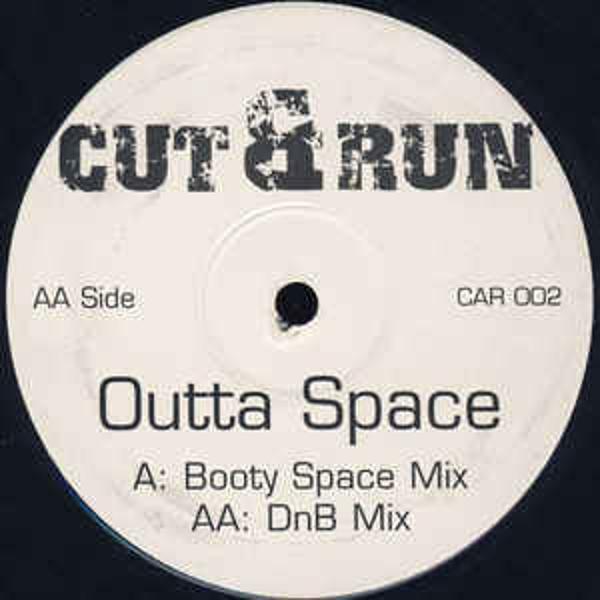 CUT & RUN
AA Side
CAR 002
Outta Space
A: Booty Space Mix
AA: DnB Mix